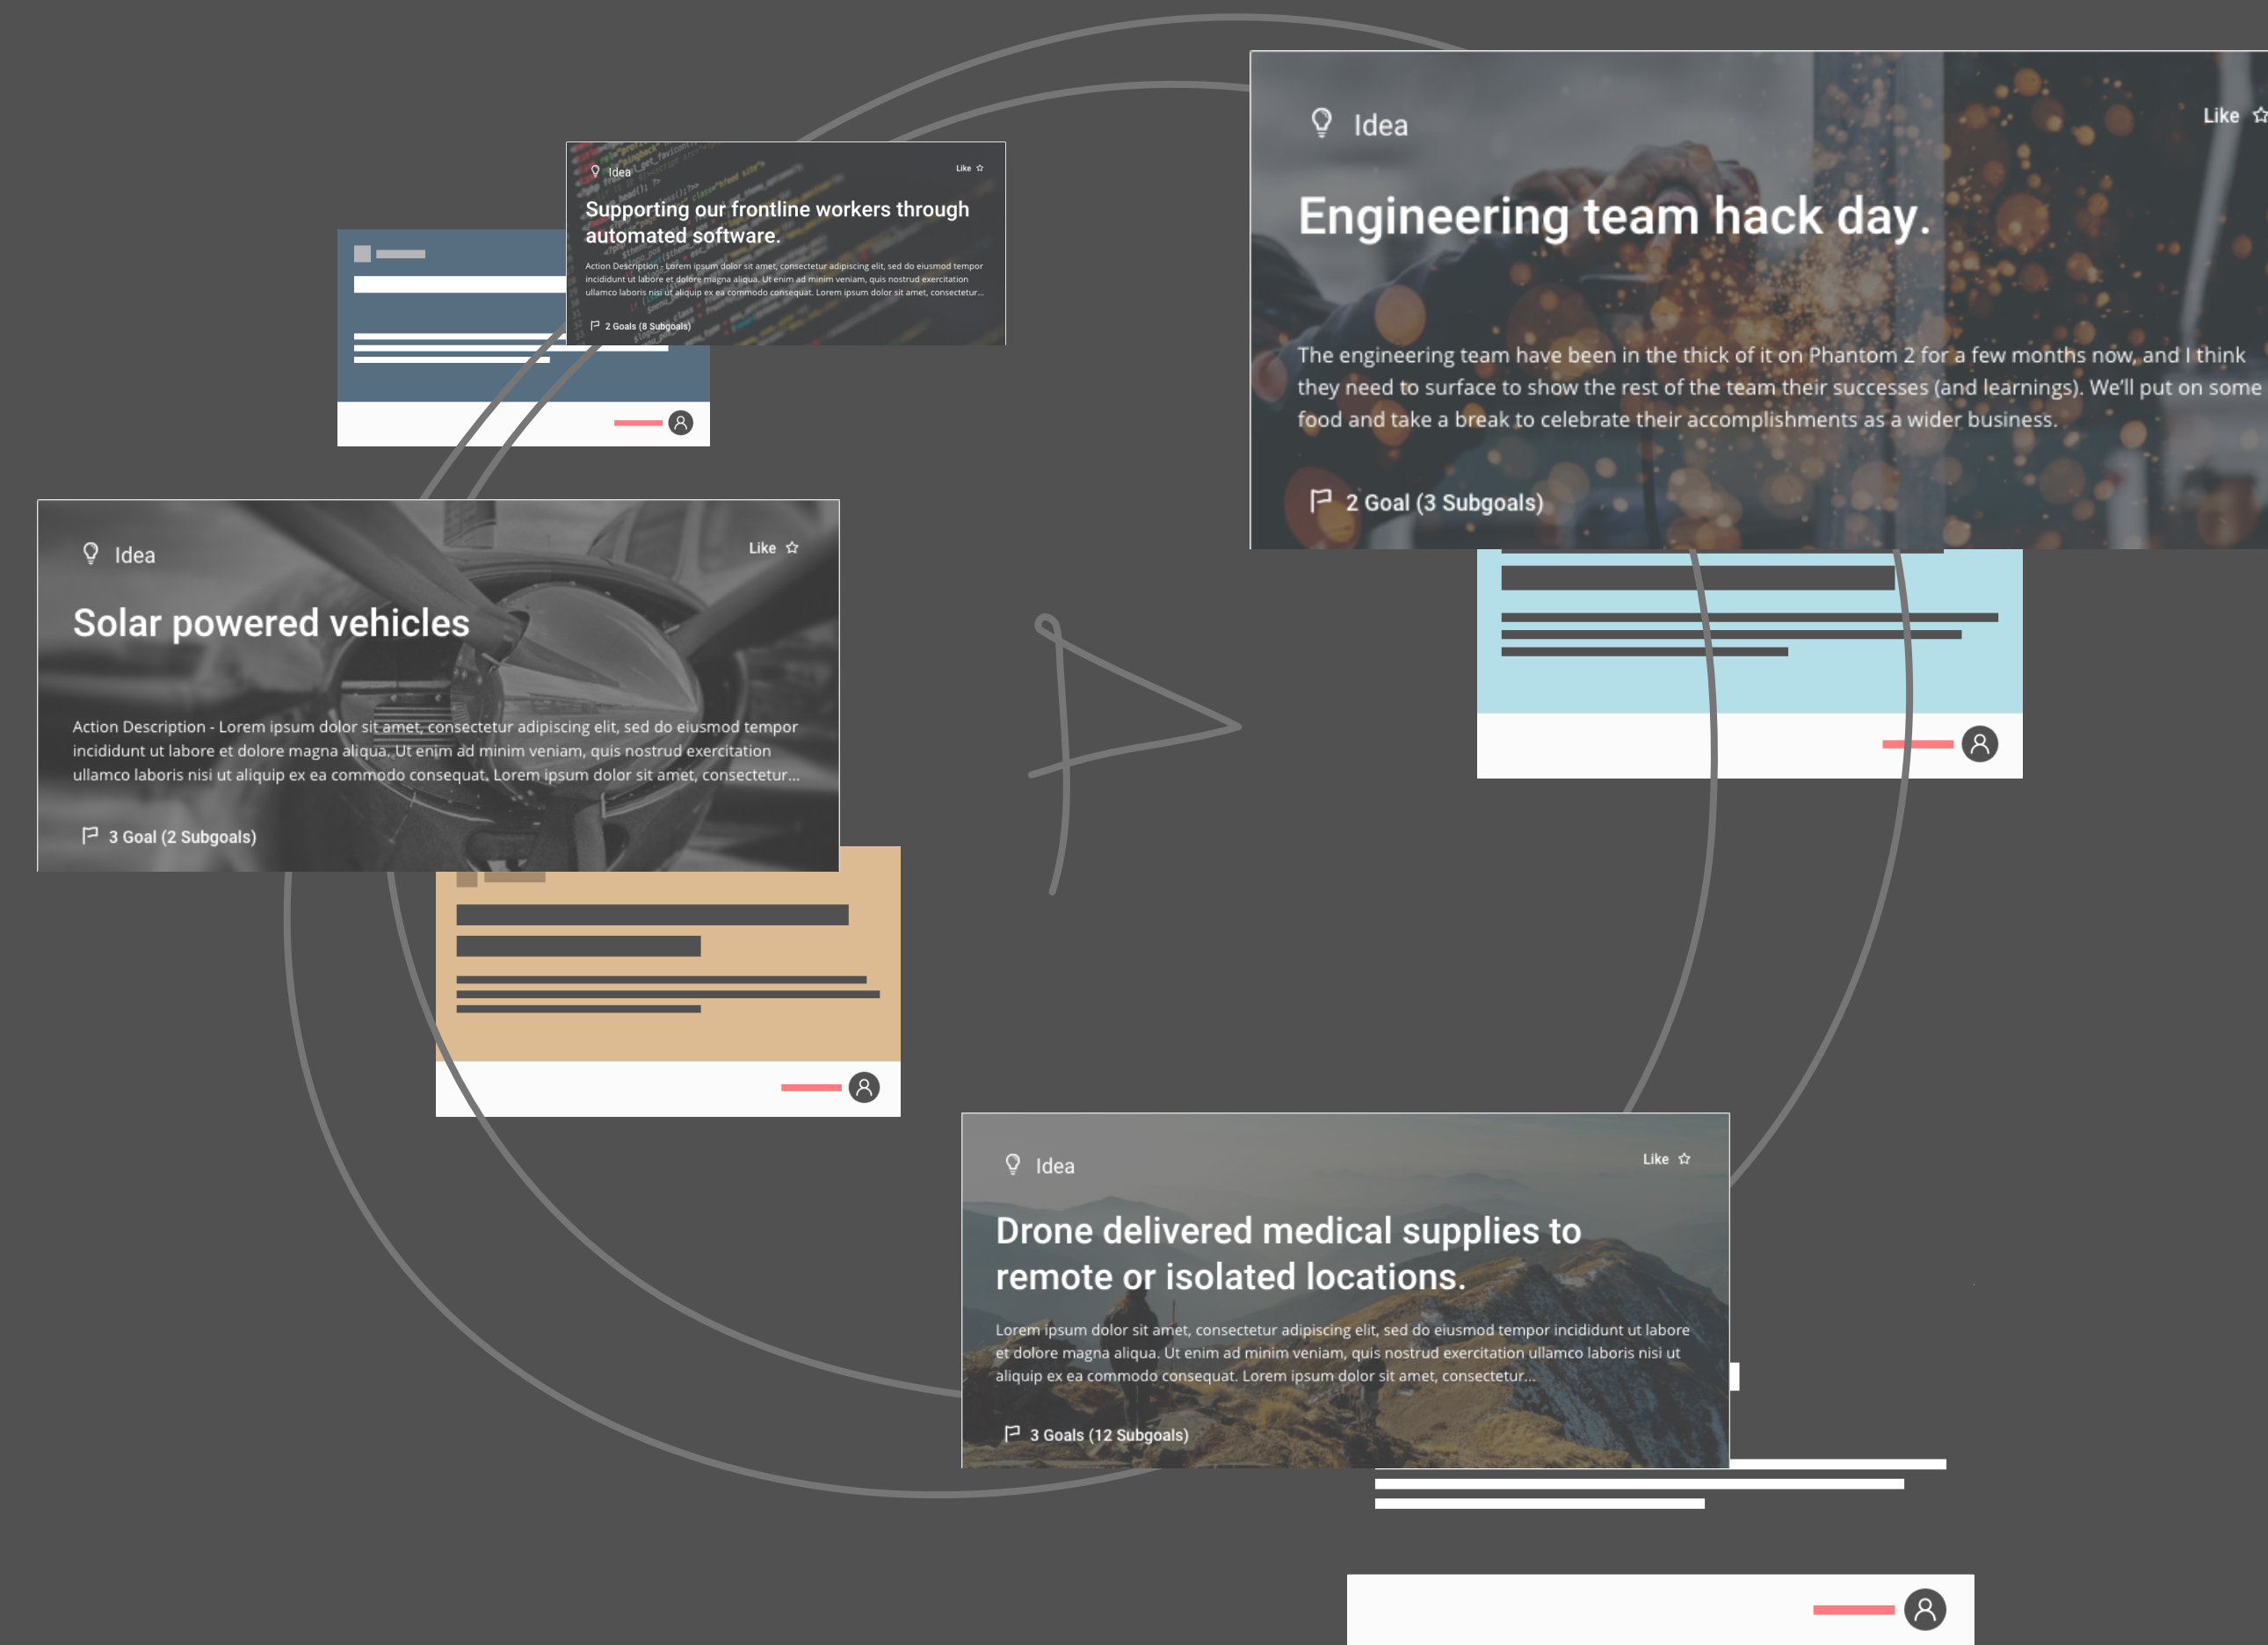 Idea
Like
Supporting our frontline workers through
automated software.
Action Description - Lorem ipsum dolor sit amet, consectetur adipiscing elit, sed do eiusmod tempor
incididunt ut labore et dolore magna aliqua. Ut enim ad minim veniam, quis nostrud exercitation
ullamco laboris nisi ut aliquip ex ea commodo consequat. Lorem ipsum dolor sit amet, consectetur...
2 Goals (8 Subgoals)
Idea
Like
Engineering team hack day.
The engineering team have been in the thick of it on Phantom 2 for a few months now, and I think
they need to surface to show the rest of the team their successes (and learnings). We'll put on some
food and take a break to celebrate their accomplishments as a wider business.
2 Goal (3 Subgoals)
Idea
Like
Solar powered vehicles
Action Description - Lorem ipsum dolor sit amet, consectetur adipiscing elit, sed do eiusmod tempor
incididunt ut labore et dolore magna aliqua. Ut enim ad minim veniam, quis nostrud exercitation
ullamco laboris nisi ut aliquip ex ea commodo consequat. Lorem ipsum dolor sit amet, consectetur...
3 Goal (2 Subgoals)
Idea
Like
Drone delivered medical supplies to
remote or isolated locations.
Lorem ipsum dolor sit amet, consectetur adipiscing elit, sed do eiusmod tempor incididunt ut labore
et dolore magna aliqua. Ut enim ad minim veniam, quis nostrud exercitation ullamco laboris nisi ut
aliquip ex ea commodo consequat. Lorem ipsum dolor sit amet, consectetur...
3 Goals (12 Subgoals)